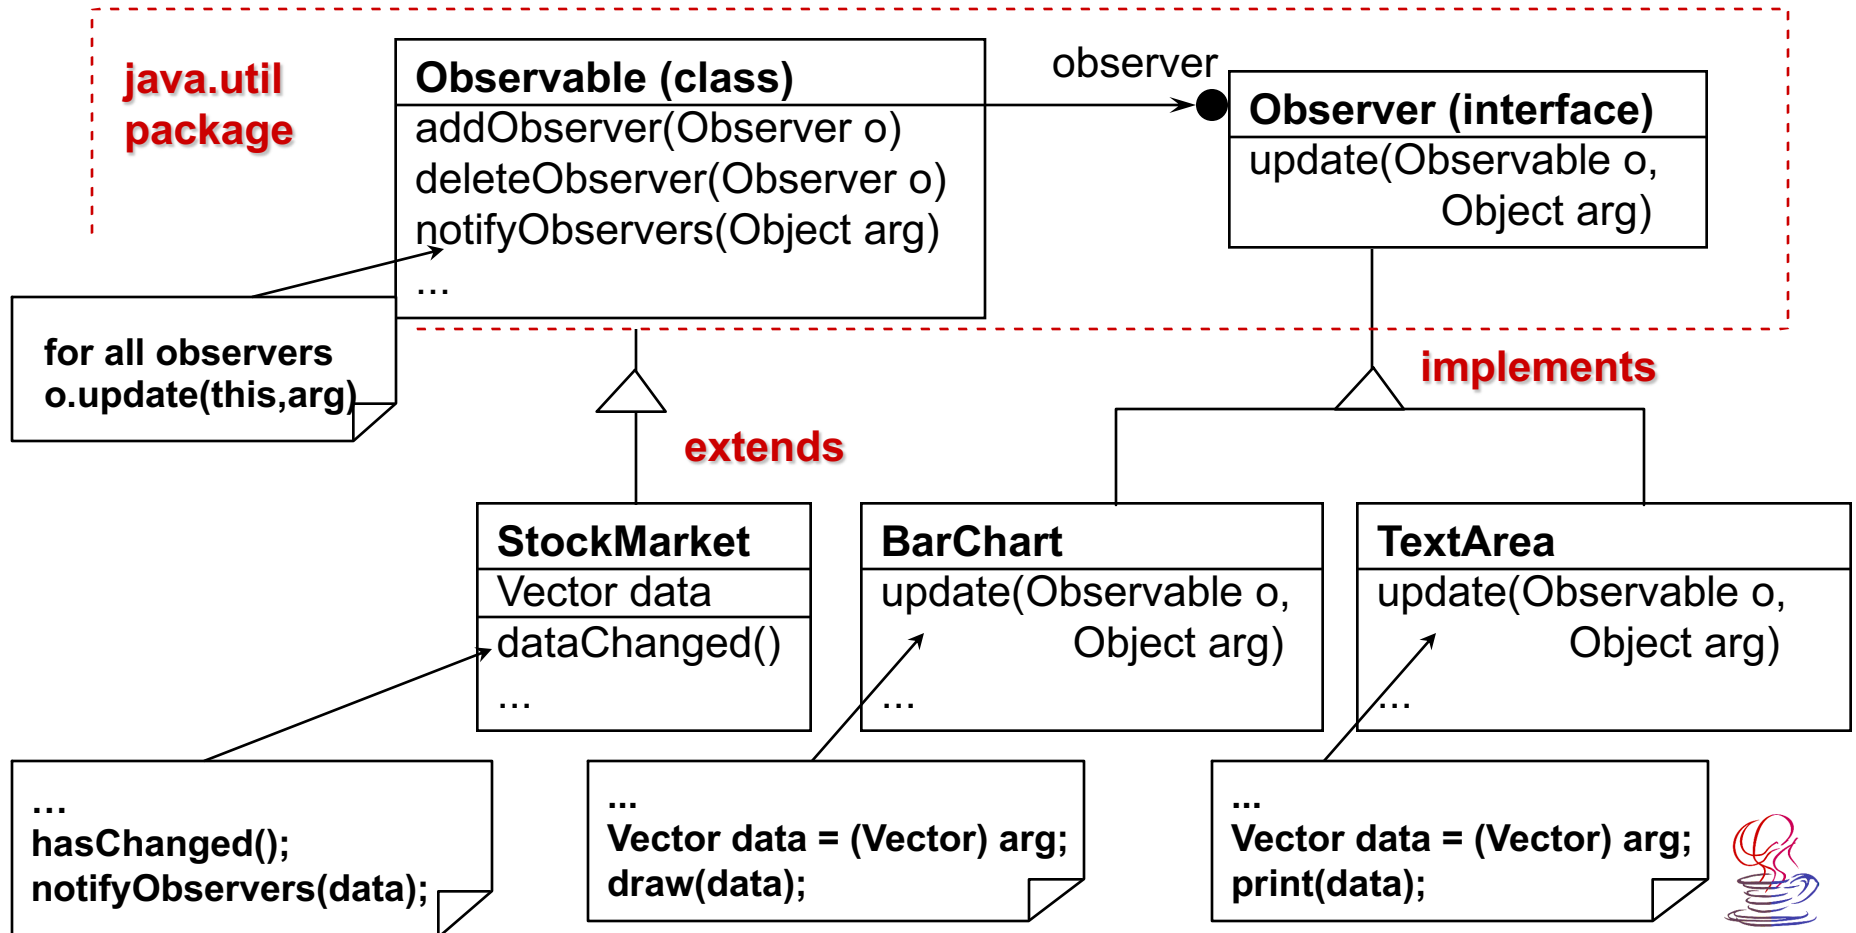 java.util
package
Observable (class)
addObserver(Observer o)
deleteObserver(Observer o)
notifyObservers(Object arg)
...
observer
Observer (interface)
update(Observable o,
Object arg)
for all observers
o.update(this,arg)
extends
implements
StockMarket
Vector data
dataChanged()
...
BarChart
update(Observable o,
Object arg)
...
TextArea
update(Observable o,
Object arg)
...
...
hasChanged();
notifyObservers(data);
...
Vector data = (Vector) arg;
draw(data);
...
Vector data = (Vector) arg;
print(data);